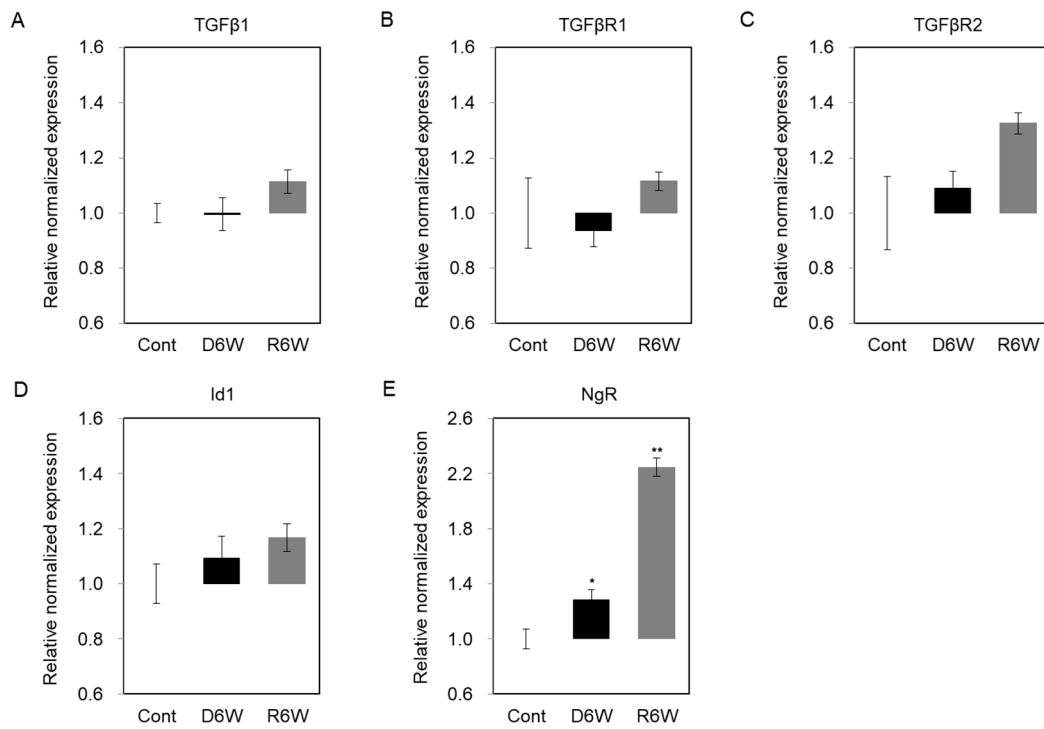 A
TGFβ1
Relative normalized expression
1.6
1.4
1.2
1.0
0.8
0.6
Cont D6W R6W
B
TGFβR1
Relative normalized expression
1.6
1.4
1.2
1.0
0.8
0.6
Cont D6W R6W
C
TGFβR2
Relative normalized expression
1.6
1.4
1.2
1.0
0.8
0.6
Cont D6W R6W
D
Id1
Relative normalized expression
1.6
1.4
1.2
1.0
0.8
0.6
Cont D6W R6W
E
NgR
Relative normalized expression
2.6
2.2
1.8
1.4
1.0
0.6
*
**
Cont D6W R6W